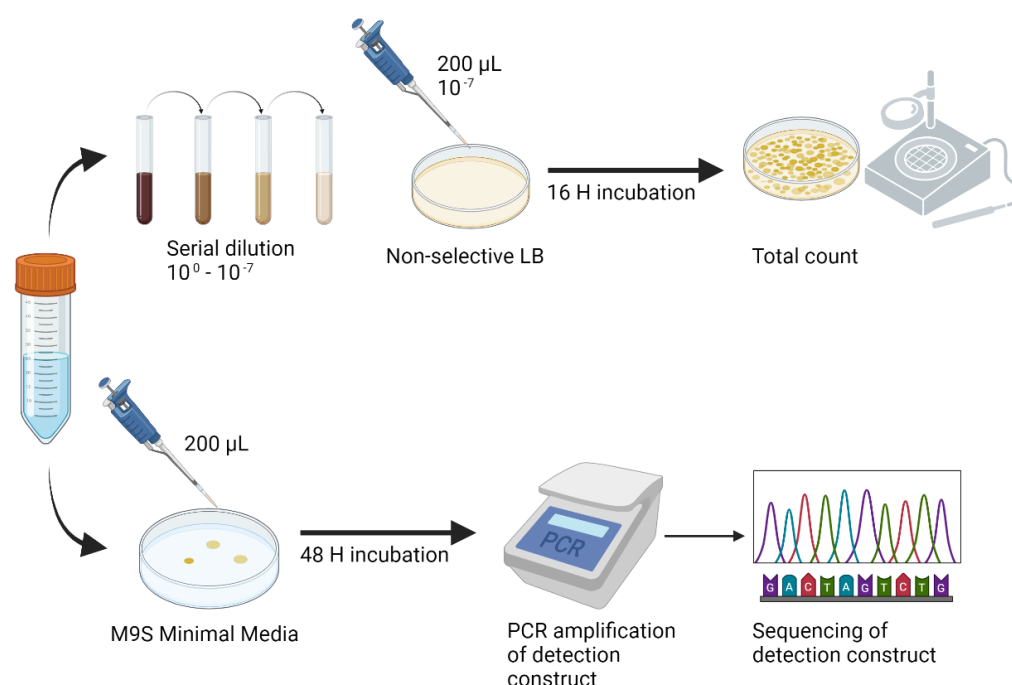 200 µL
10⁻⁷
16 H incubation
Serial dilution
10⁰ - 10⁻⁷
Non-selective LB
Total count
200 µL
48 H incubation
PCR
M9S Minimal Media
PCR amplification
of detection
construct
G A C T A G T C T G
Sequencing of
detection construct